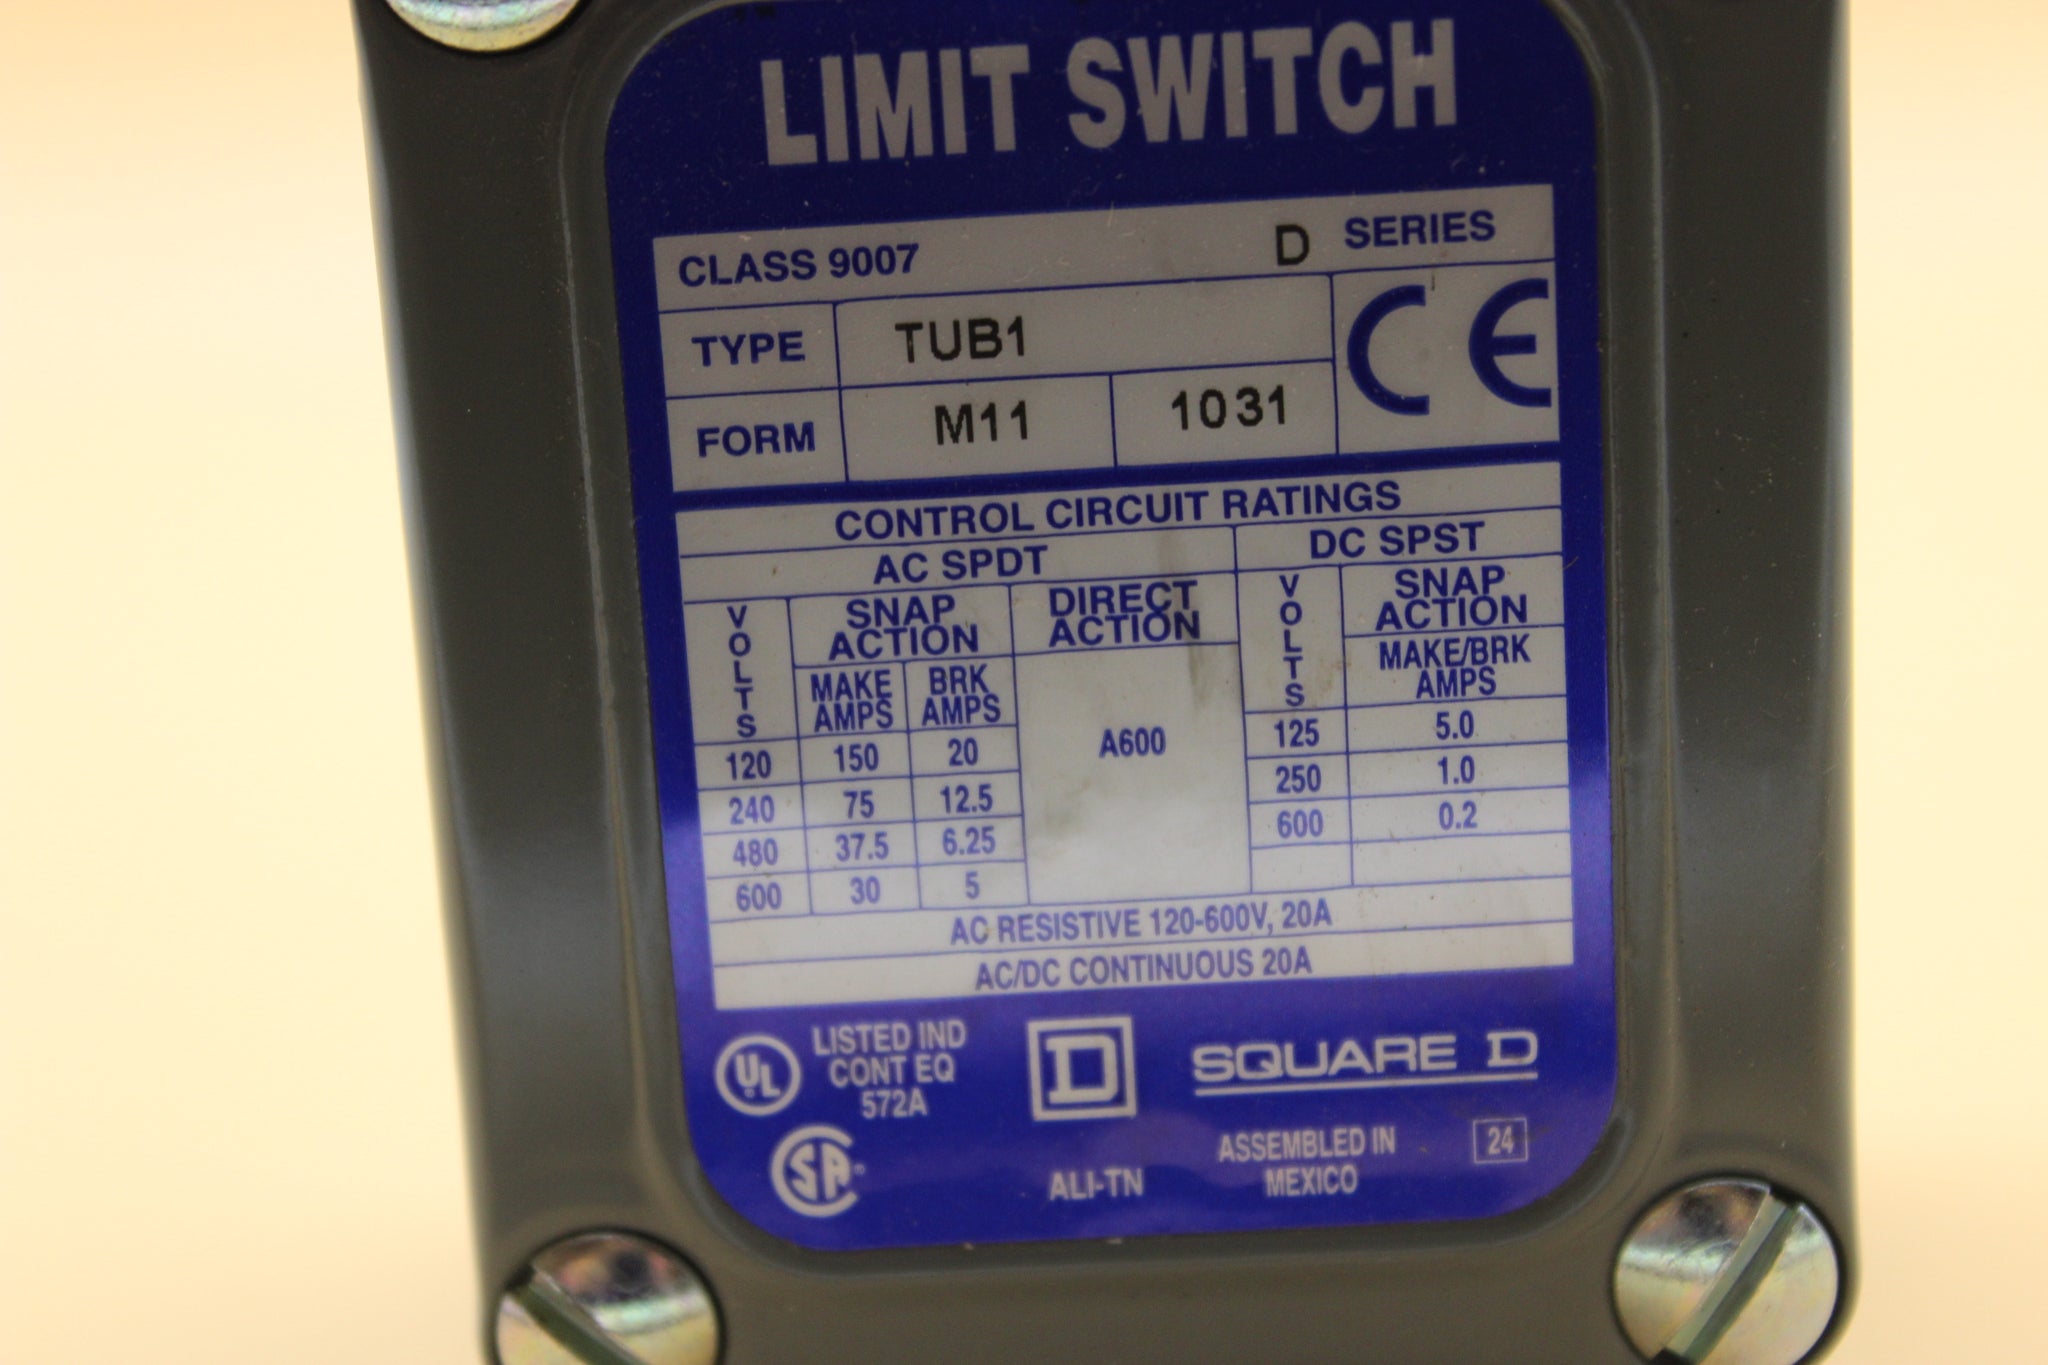 LIMIT SWITCH
CLASS 9007 D SERIES
TYPE TUB1 CE
FORM M11 1031
CONTROL CIRCUIT RATINGS
AC SPDT DC SPST
VOLTS SNAP ACTION DIRECT ACTION VOLTS SNAP ACTION
MAKE AMPS BRK AMPS MAKE/BRK AMPS
120 150 20 A600 125 5.0
240 75 12.5 250 1.0
480 37.5 6.25 600 0.2
600 30 5
AC RESISTIVE 120-600V, 20A
AC/DC CONTINUOUS 20A
UL LISTED IND
CONT EQ
572A
D SQUARE D
SA ALI-TN
ASSEMBLED IN
MEXICO
24